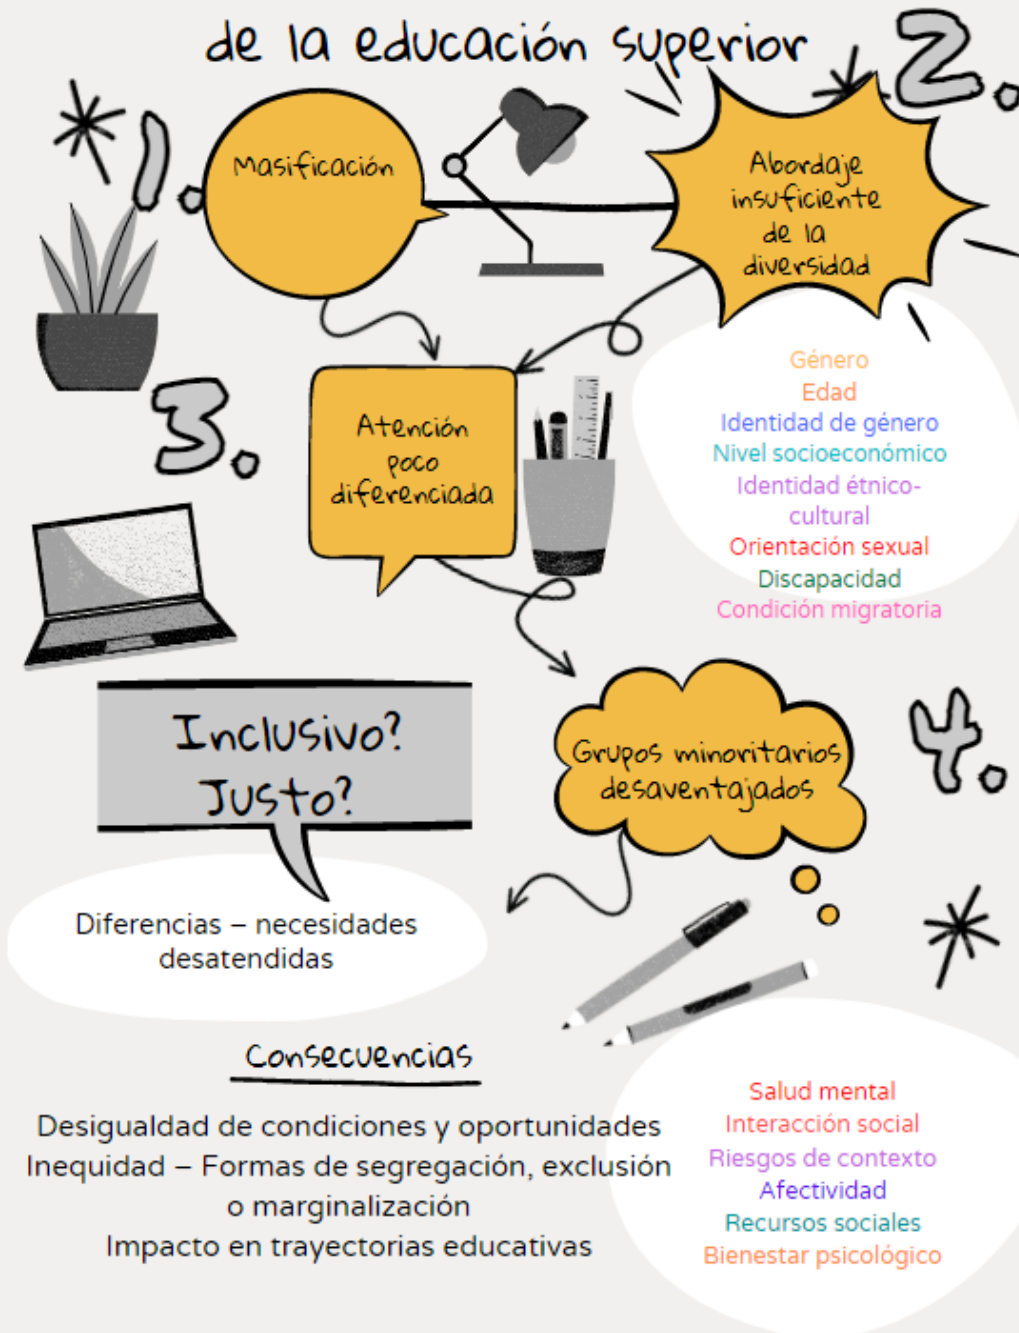 de la educación superior
1.
Masificación
2.
Abordaje
insuficiente
de la
diversidad
Género
Edad
Identidad de género
Nivel socioeconómico
Identidad étnico-
cultural
Orientación sexual
Discapacidad
Condición migratoria
3.
Atención
poco
diferenciada
4.
Grupos minoritarios
desaventajados
Inclusivo?
Justo?
Diferencias – necesidades
desatendidas
Consecuencias
Desigualdad de condiciones y oportunidades
Inequidad – Formas de segregación, exclusión
o marginalización
Impacto en trayectorias educativas
Salud mental
Interacción social
Riesgos de contexto
Afectividad
Recursos sociales
Bienestar psicológico